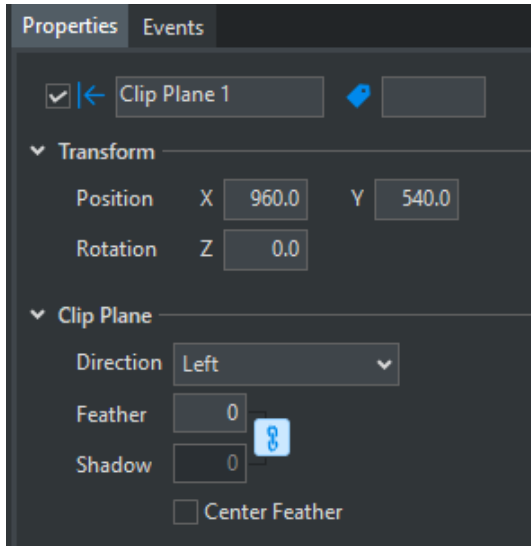 Properties Events
Clip Plane 1
Transform
Position X 960.0 Y 540.0
Rotation Z 0.0
Clip Plane
Direction Left
Feather 0
Shadow 0
Center Feather